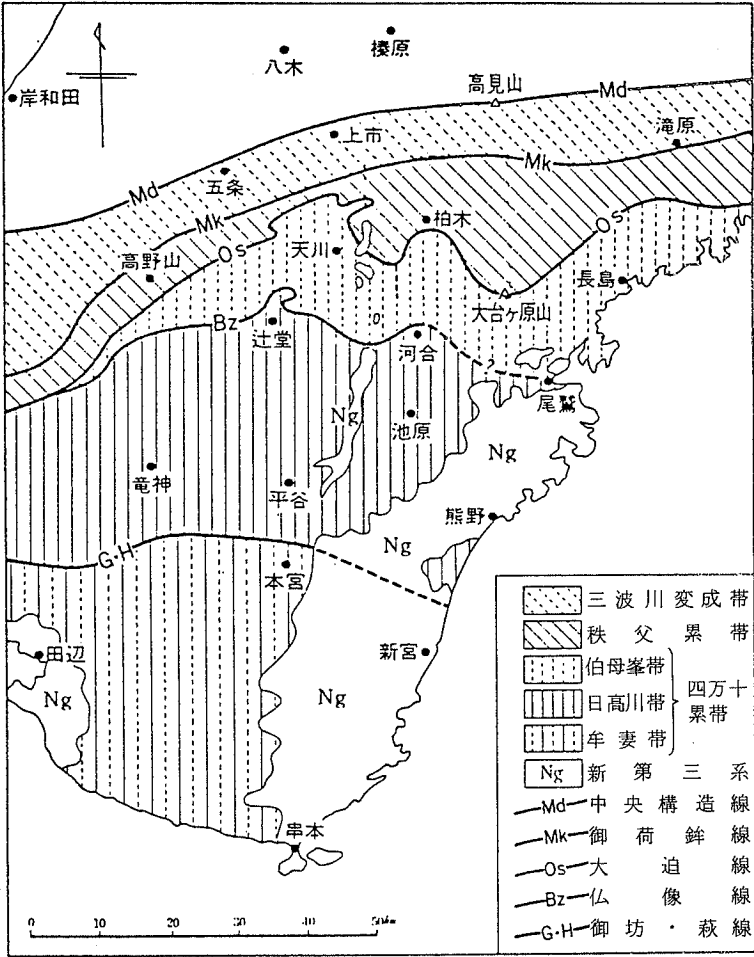 榛原
八木
岸和田
高見山
Md
上市
滝原
Mk
五条
Md
Mk
柏木
Os
天川
高野山
Os
長島
大台ヶ原山
Bz
辻堂
河合
?
尾鷲
Ng
池原
Ng
竜神
平谷
熊野
Ng
G・H
本宮
田辺
新宮
Ng
Ng
串本
0 10 20 30 40 50km
三波川変成帯
秩父累帯
伯母峯帯
日高川帯
牟婁帯
四万十累帯
Ng 新第三系
Md 中央構造線
Mk 御荷鉾線
Os 大迫線
Bz 仏像線
G・H 御坊・萩線